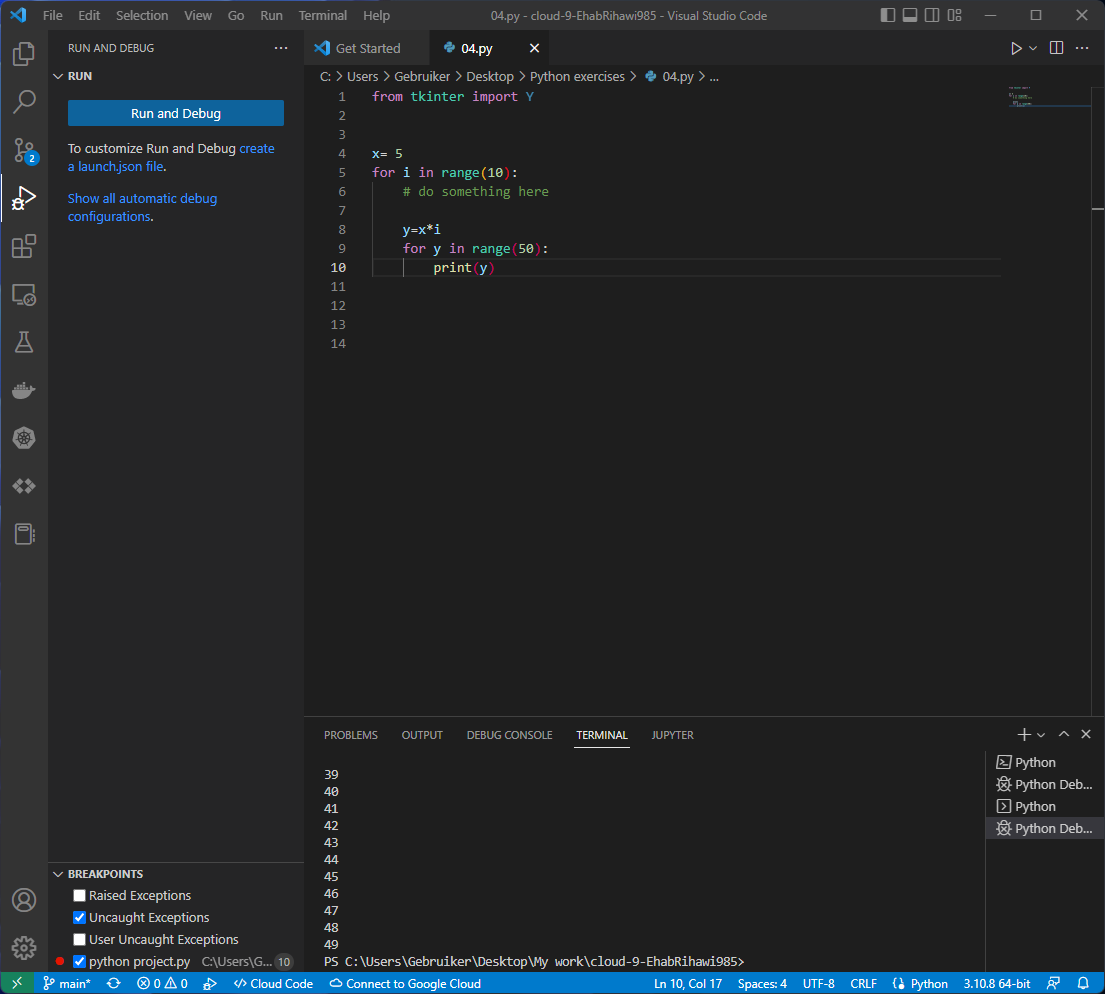 File Edit Selection View Go Run Terminal Help 04.py - cloud-9-EhabRihawi985 - Visual Studio Code
RUN AND DEBUG ···
RUN
Run and Debug
To customize Run and Debug create
a launch.json file.
Show all automatic debug
configurations.
2
BREAKPOINTS
Raised Exceptions
Uncaught Exceptions
User Uncaught Exceptions
python project.py C:\Users\G... 10
Get Started 04.py
C: > Users > Gebruiker > Desktop > Python exercises > 04.py > ...
1 from tkinter import Y
2
3
4 x= 5
5 for i in range(10):
6     # do something here
7
8     y=x*i
9     for y in range(50):
10         print(y)
11
12
13
14
PROBLEMS OUTPUT DEBUG CONSOLE TERMINAL JUPYTER
39
40
41
42
43
44
45
46
47
48
49
PS C:\Users\Gebruiker\Desktop\My work\cloud-9-EhabRihawi985>
Python
Python Deb...
Python
Python Deb...
main* 0 0 Cloud Code Connect to Google Cloud Ln 10, Col 17 Spaces: 4 UTF-8 CRLF Python 3.10.8 64-bit